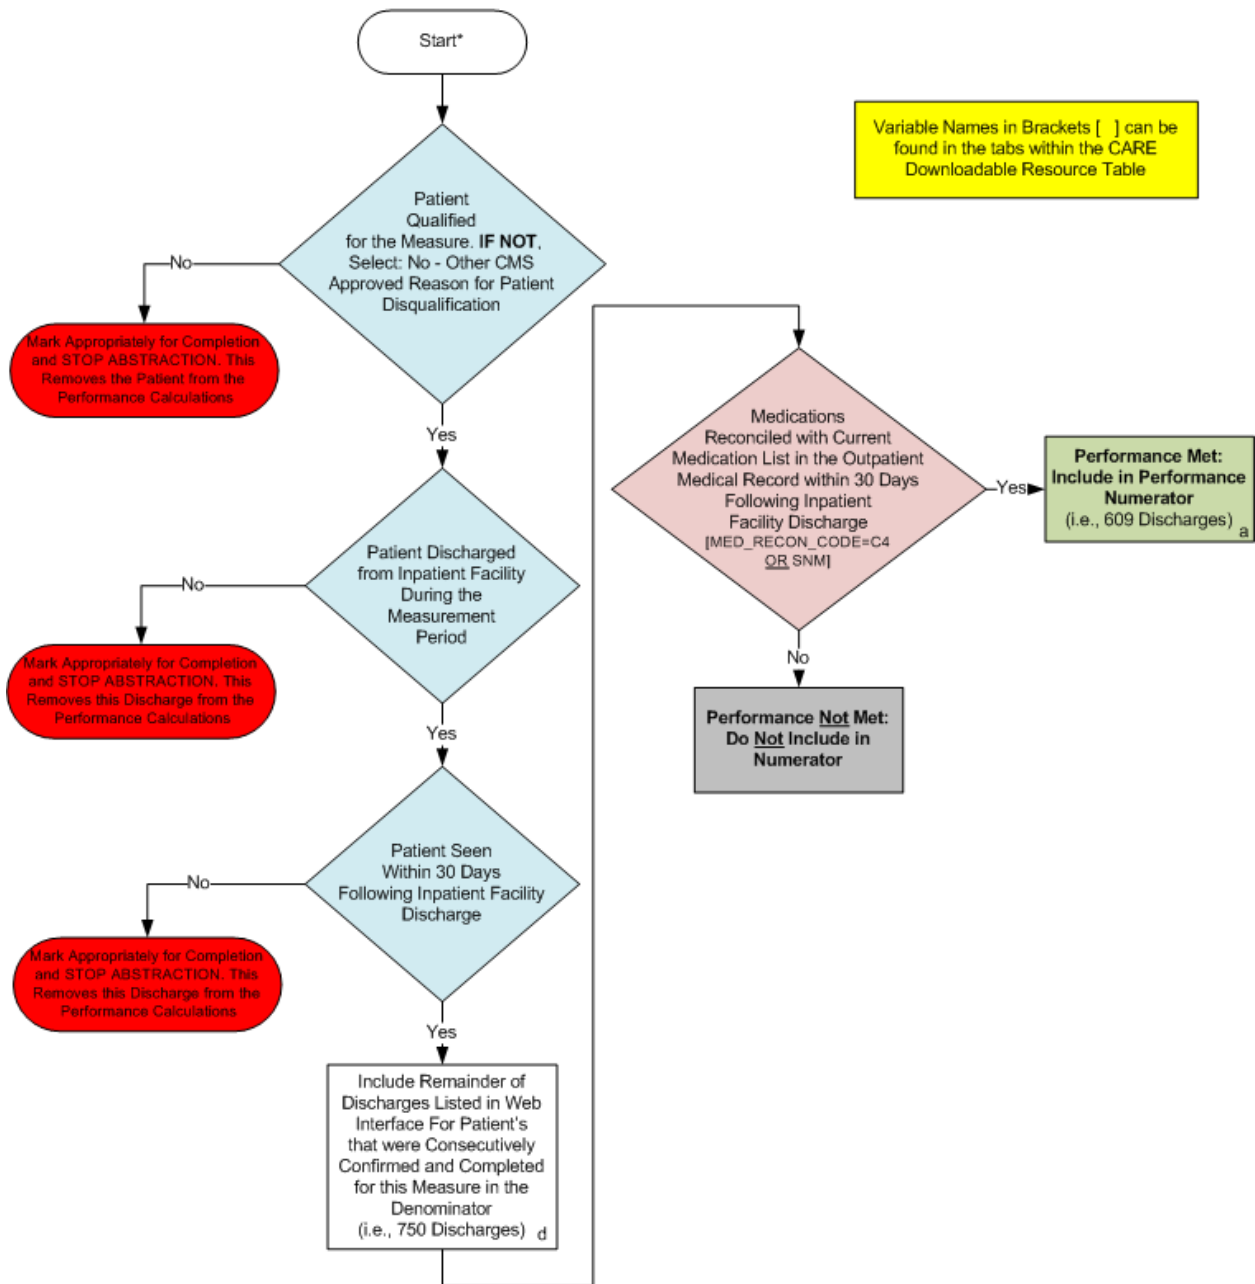 Start*
Variable Names in Brackets [ ] can be
found in the tabs within the CARE
Downloadable Resource Table
Patient
Qualified
for the Measure. IF NOT,
Select: No - Other CMS
Approved Reason for Patient
Disqualification
No
Mark Appropriately for Completion
and STOP ABSTRACTION. This
Removes the Patient from the
Performance Calculations
Yes
Patient Discharged
from Inpatient Facility
During the
Measurement
Period
No
Mark Appropriately for Completion
and STOP ABSTRACTION. This
Removes this Discharge from the
Performance Calculations
Yes
Patient Seen
Within 30 Days
Following Inpatient Facility
Discharge
No
Mark Appropriately for Completion
and STOP ABSTRACTION. This
Removes this Discharge from the
Performance Calculations
Yes
Include Remainder of
Discharges Listed in Web
Interface For Patient's
that were Consecutively
Confirmed and Completed
for this Measure in the
Denominator
(i.e., 750 Discharges) d
Medications
Reconciled with Current
Medication List in the Outpatient
Medical Record within 30 Days
Following Inpatient
Facility Discharge
[MED_RECON_CODE=C4
OR SNM]
Yes
Performance Met:
Include in Performance
Numerator
(i.e., 609 Discharges) a
No
Performance Not Met:
Do Not Include in
Numerator